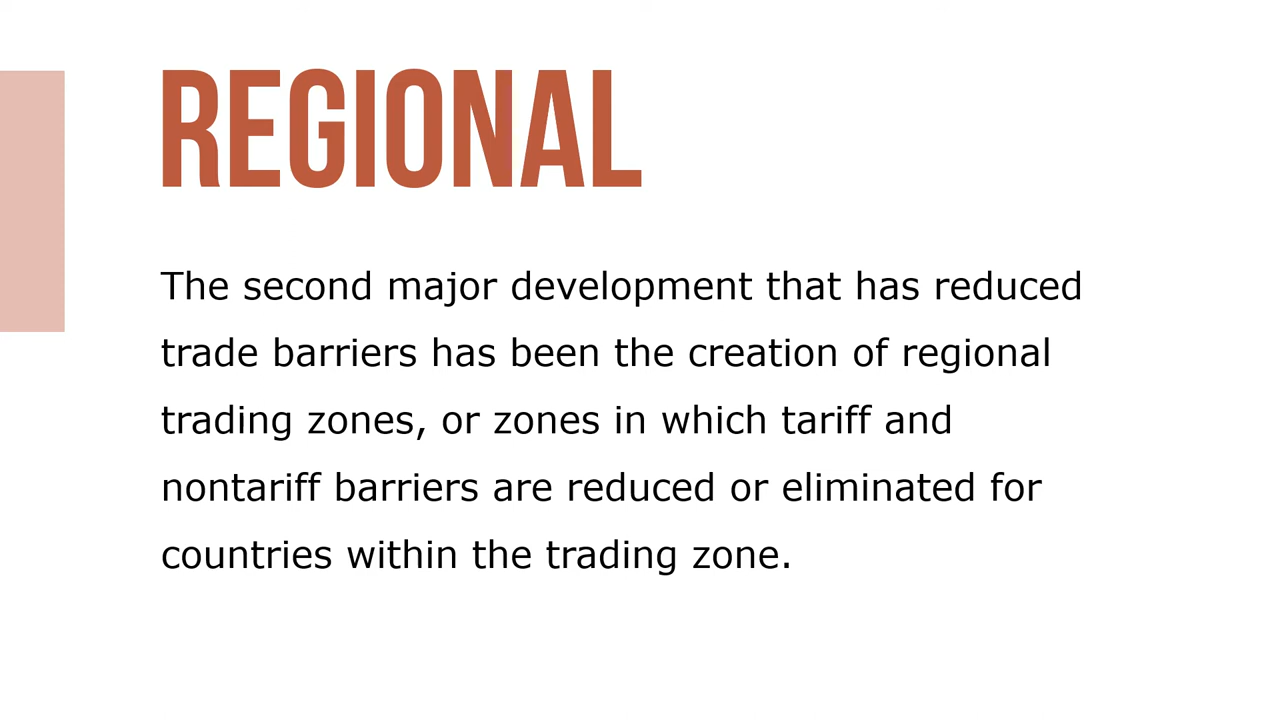 REGIONAL
The second major development that has reduced
trade barriers has been the creation of regional
trading zones, or zones in which tariff and
nontariff barriers are reduced or eliminated for
countries within the trading zone.